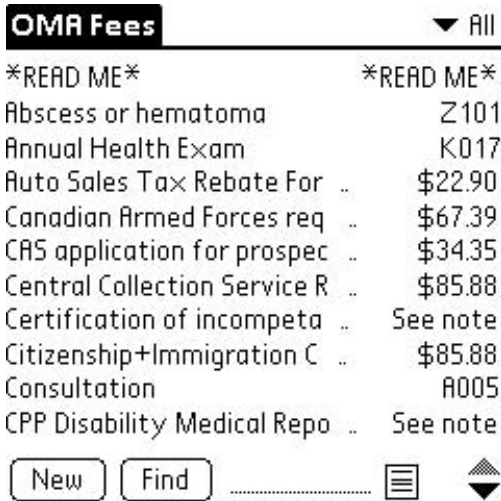 OMA Fees All
*READ ME* *READ ME*
Abscess or hematoma Z101
Annual Health Exam K017
Auto Sales Tax Rebate For .. $22.90
Canadian Armed Forces req .. $67.39
CAS application for prospec .. $34.35
Central Collection Service R .. $85.88
Certification of incompeta .. See note
Citizenship+Immigration C .. $85.88
Consultation A005
CPP Disability Medical Repo .. See note
New Find